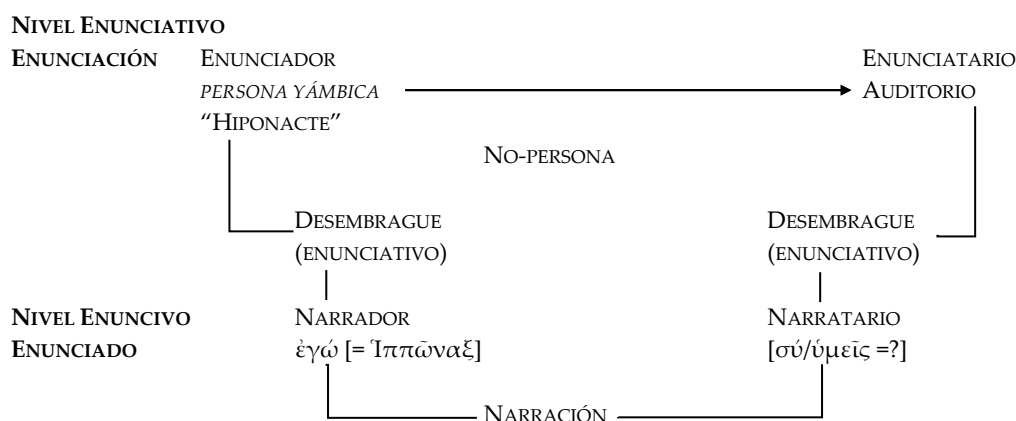 NIVEL ENUNCIATIVO
ENUNCIACIÓN ENUNCIADOR ENUNCIATARIO
PERSONA YÁMBICA AUDITORIO
“HIPONACTE”
NO-PERSONA
DESEMBRAGUE DESEMBRAGUE
(ENUNCIATIVO) (ENUNCIATIVO)
NIVEL ENUNCIVO NARRADOR NARRATARIO
ENUNCIADO ἐγώ [= Ἱππῶναξ] [σύ/ὑμεῖς =?]
NARRACIÓN